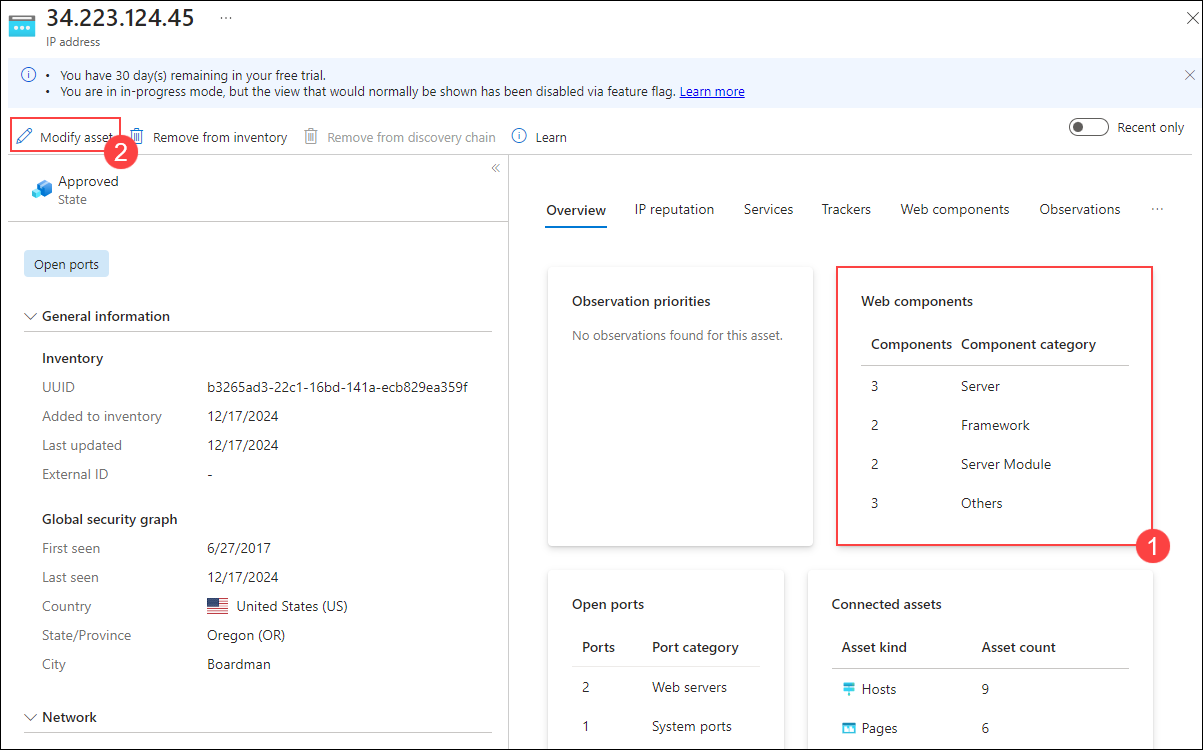 34.223.124.45 ...
IP address
• You have 30 day(s) remaining in your free trial.
• You are in in-progress mode, but the view that would normally be shown has been disabled via feature flag. Learn more
Modify asset Remove from inventory Remove from discovery chain Learn
2
Recent only
«
Approved
State
Open ports
General information
Inventory
UUID b3265ad3-22c1-16bd-141a-ecb829ea359f
Added to inventory 12/17/2024
Last updated 12/17/2024
External ID -
Global security graph
First seen 6/27/2017
Last seen 12/17/2024
Country United States (US)
State/Province Oregon (OR)
City Boardman
Network
Overview IP reputation Services Trackers Web components Observations ...
Observation priorities
No observations found for this asset.
Web components
Components Component category
3 Server
2 Framework
2 Server Module
3 Others
1
Open ports
Ports Port category
2 Web servers
1 System ports
Connected assets
Asset kind Asset count
Hosts 9
Pages 6